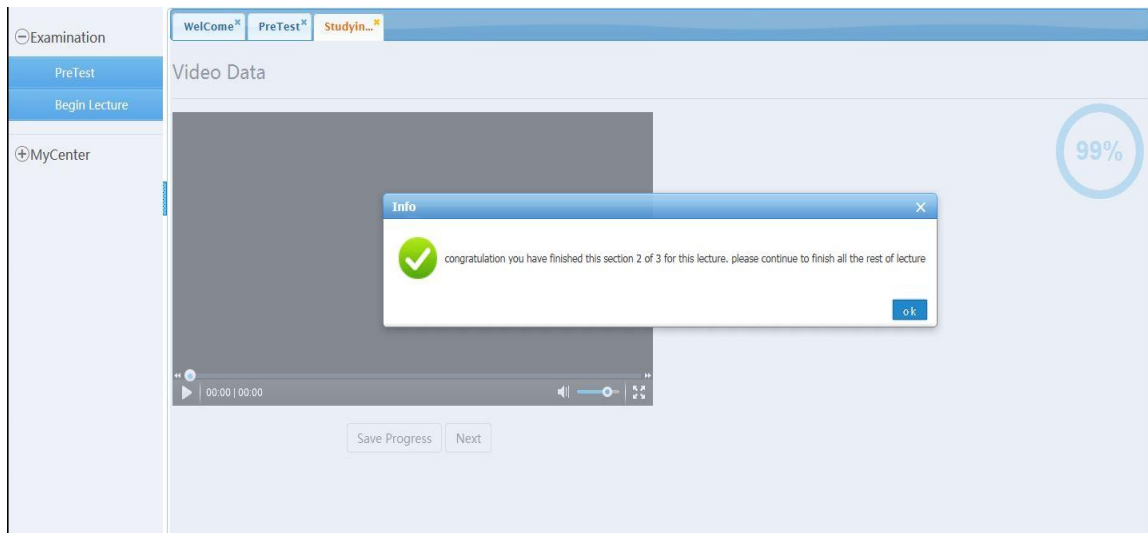 Examination
PreTest
Begin Lecture
MyCenter
WelCome PreTest Studyin...
Video Data
99%
Info
congratulation you have finished this section 2 of 3 for this lecture. please continue to finish all the rest of lecture
ok
00:00 | 00:00
Save Progress Next